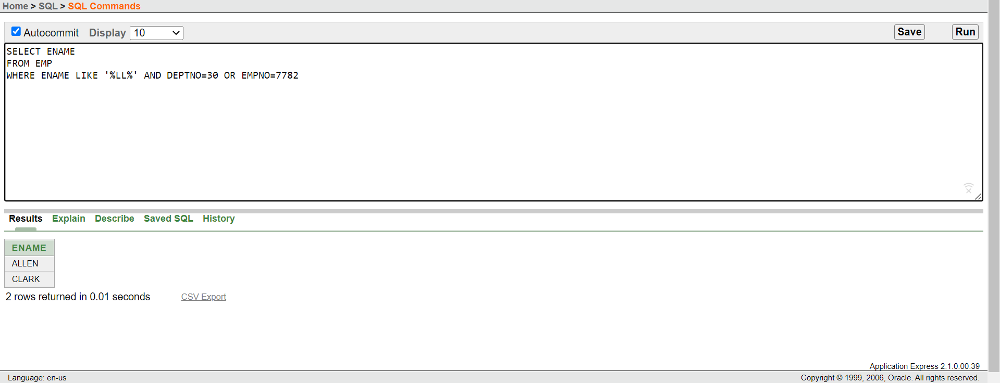 Home > SQL > SQL Commands
Autocommit Display 10 Save Run
SELECT ENAME
FROM EMP
WHERE ENAME LIKE '%LL%' AND DEPTNO=30 OR EMPNO=7782
Results Explain Describe Saved SQL History
ENAME
ALLEN
CLARK
2 rows returned in 0.01 seconds CSV Export
Application Express 2.1.0.00.39
Language: en-us Copyright © 1999, 2006, Oracle. All rights reserved.